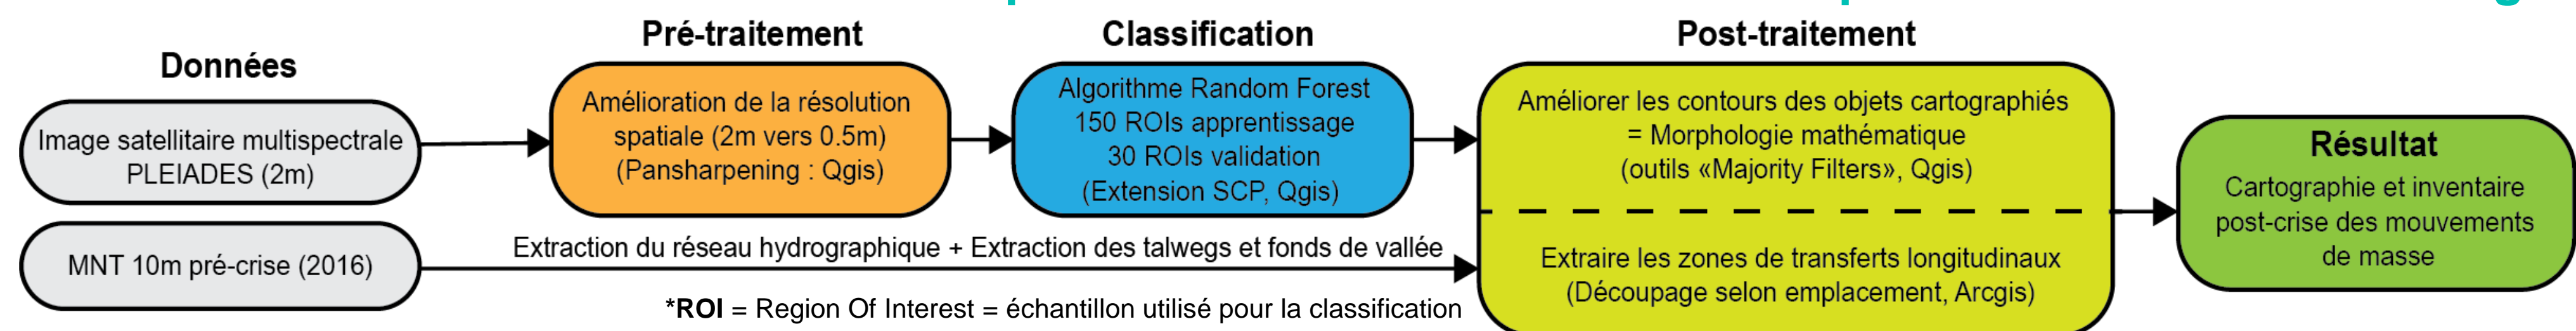 Données
Image satellitaire multispectrale
PLEIADES (2m)
MNT 10m pré-crise (2016)
Pré-traitement
Amélioration de la résolution
spatiale (2m vers 0.5m)
(Pansharpening : Qgis)
Classification
Algorithme Random Forest
150 ROIs apprentissage
30 ROIs validation
(Extension SCP, Qgis)
Extraction du réseau hydrographique + Extraction des talwegs et fonds de vallée
*ROI = Region Of Interest = échantillon utilisé pour la classification
Post-traitement
Améliorer les contours des objets cartographiés
= Morphologie mathématique
(outils «Majority Filters», Qgis)
Extraire les zones de transferts longitudinaux
(Découpage selon emplacement, Arcgis)
Résultat
Cartographie et inventaire
post-crise des mouvements
de masse